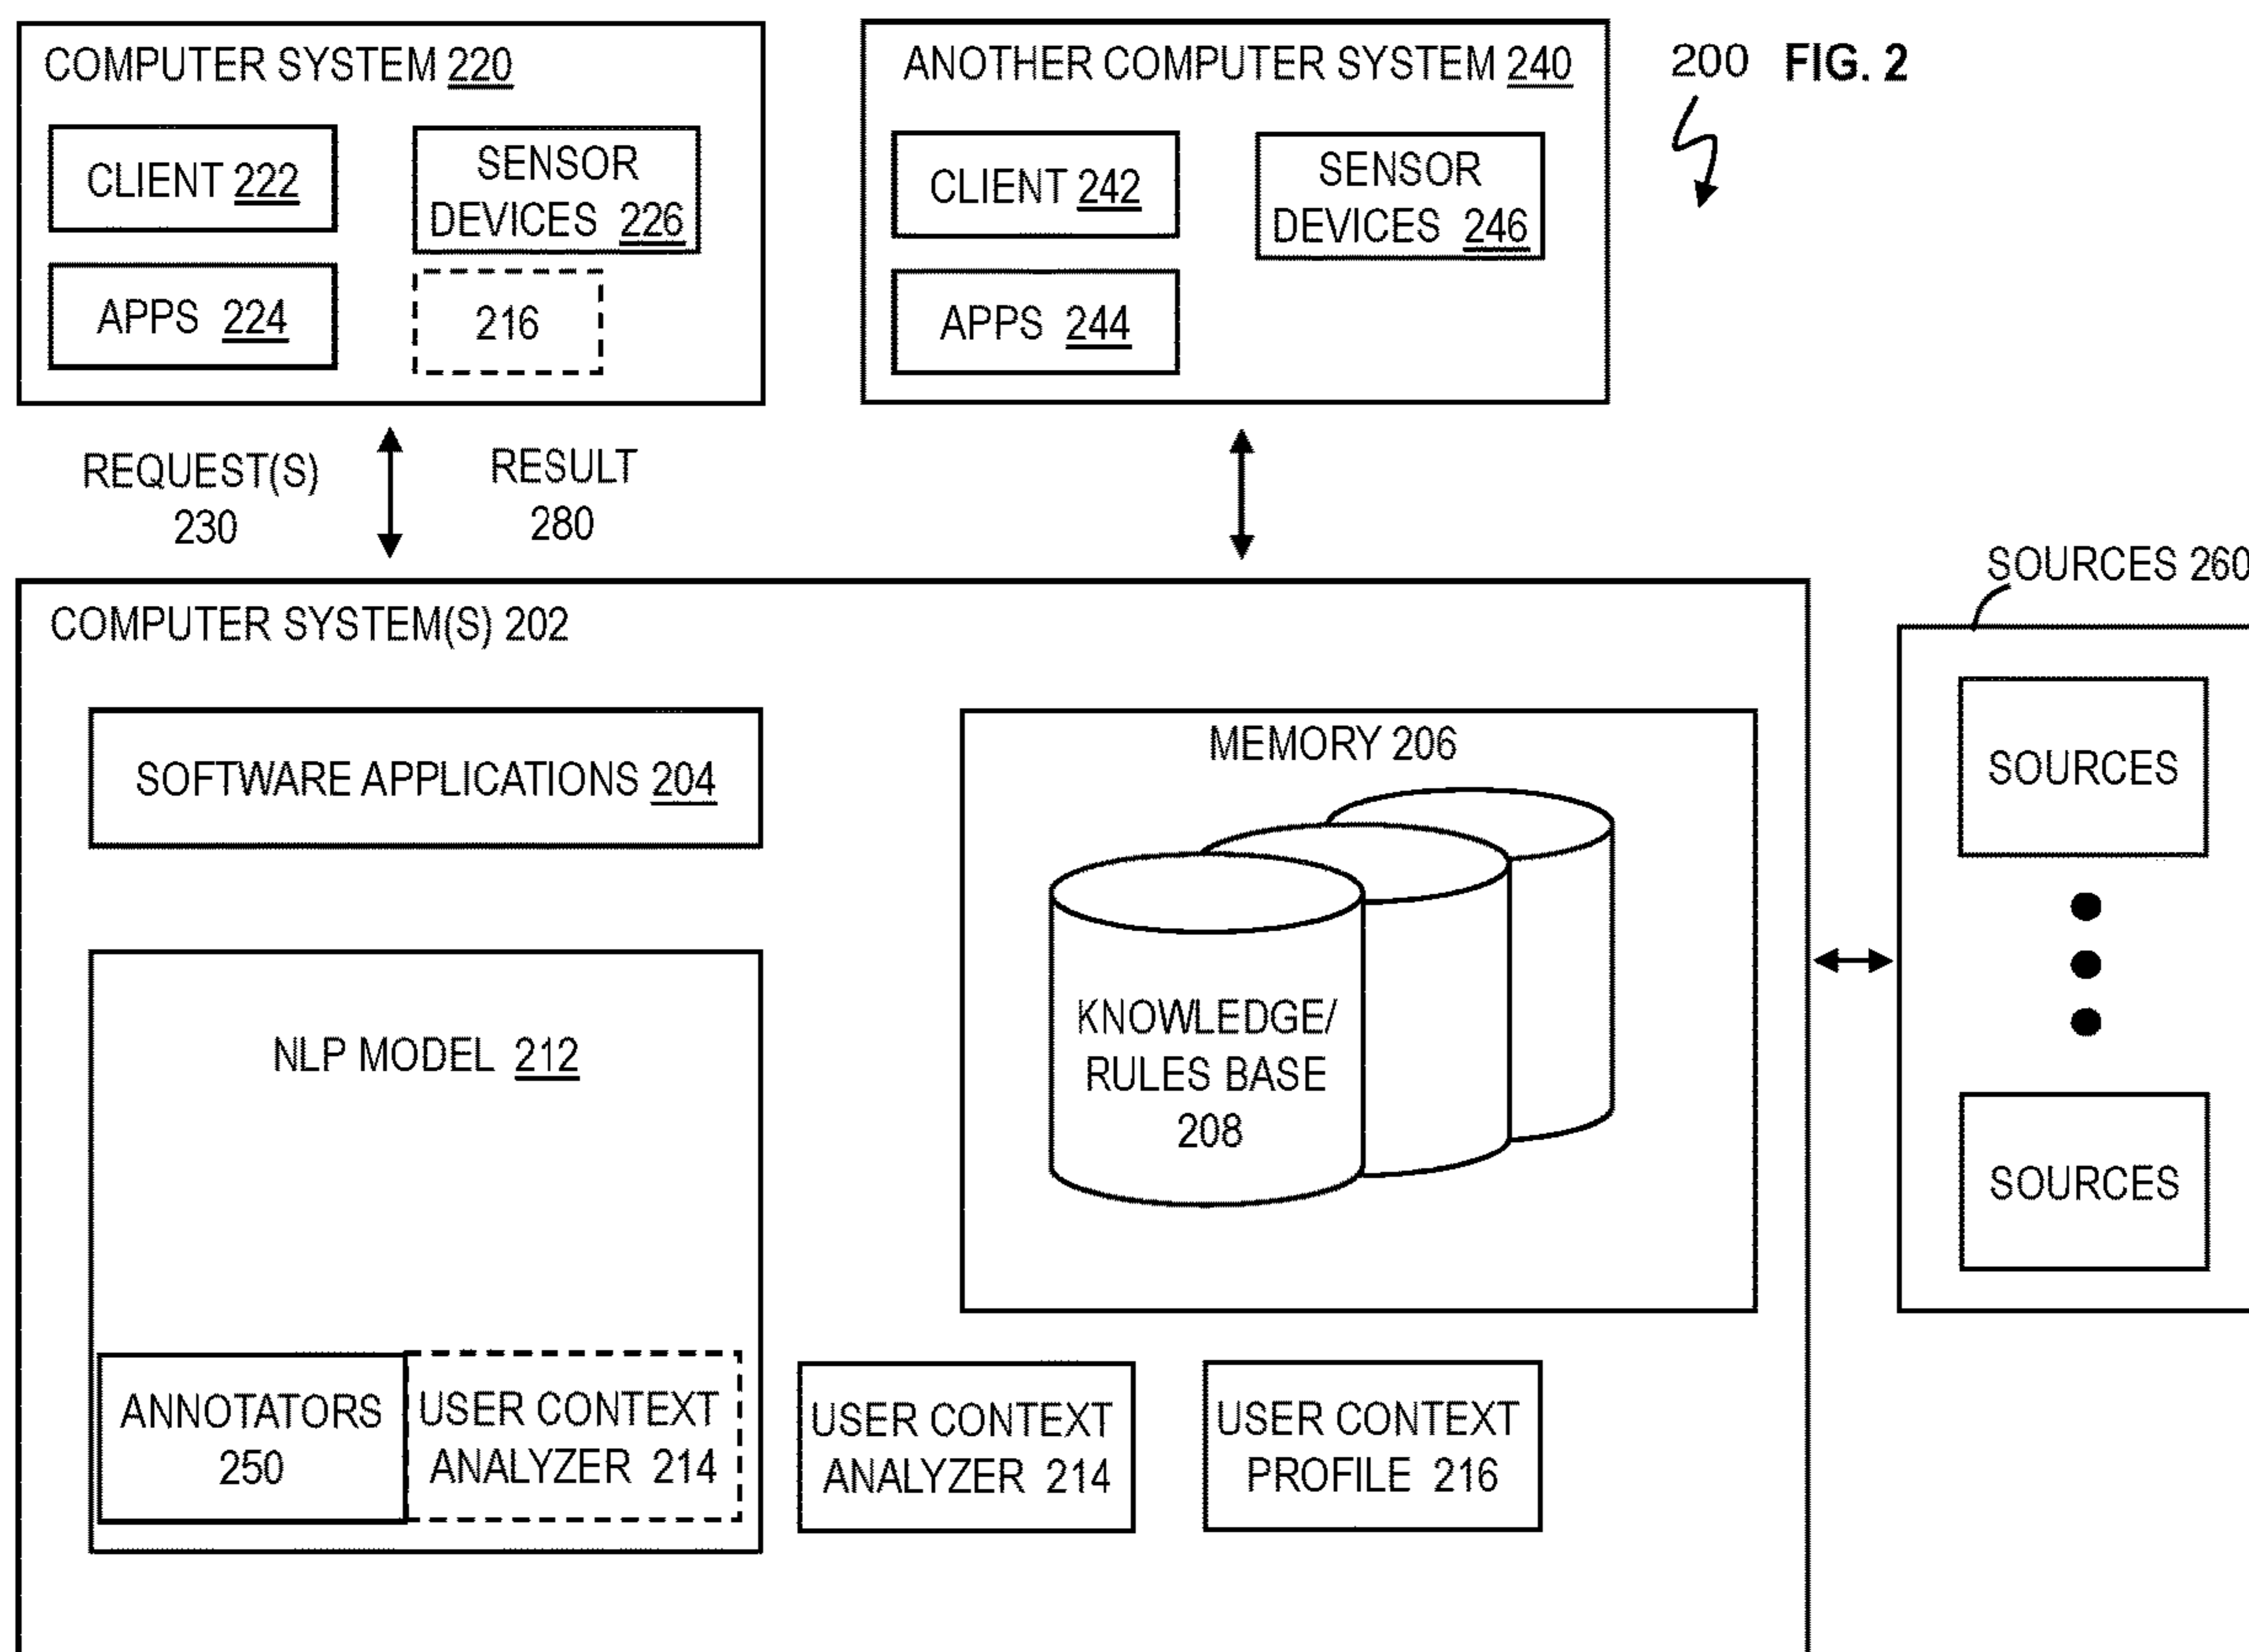 COMPUTER SYSTEM 220
CLIENT 222
SENSOR
DEVICES 226
APPS 224
216
ANOTHER COMPUTER SYSTEM 240
CLIENT 242
SENSOR
DEVICES 246
APPS 244
200 FIG. 2
REQUEST(S)
230
RESULT
280
SOURCES 260
COMPUTER SYSTEM(S) 202
SOFTWARE APPLICATIONS 204
MEMORY 206
KNOWLEDGE/
RULES BASE
208
SOURCES
SOURCES
NLP MODEL 212
ANNOTATORS
250
USER CONTEXT
ANALYZER 214
USER CONTEXT
ANALYZER 214
USER CONTEXT
PROFILE 216